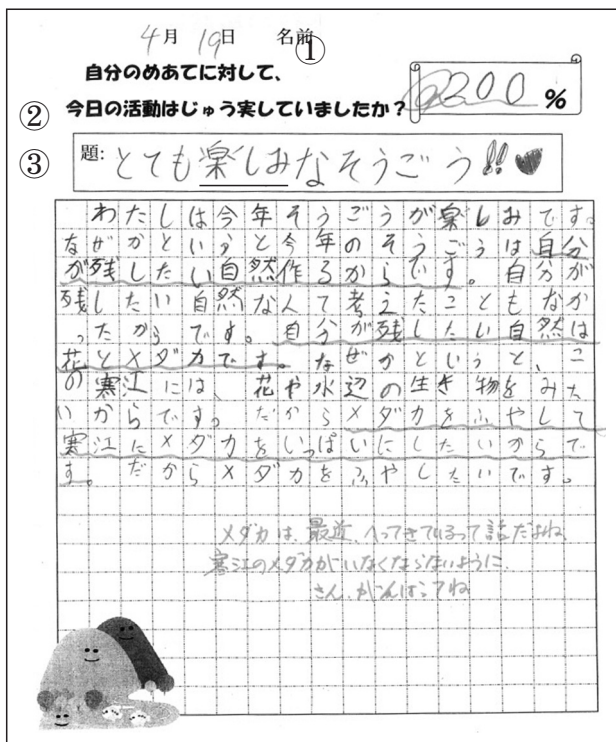 4月 19日 名前
①
自分のめあてに対して、
② 今日の活動はじゅう実していましたか？
200 %
③ 題: とても楽しみなそうごう!!♥
わたしは今年そうごうが楽しみです。
なぜかというと今年のそうごうは自分
が残したい自然作るからです。自分が
残したい自然なんて考えたこともなか
ったからです。自分が残したい自然は
花とメダカです。なぜかというと、こ
の寒江には、花や水辺の生き物をみた
いからです。だからメダカをふやして
寒江にメダカをいっぱいにしたいからで
す。だからメダカをふやしたいです。
メダカは、最近、へってきているって話だよね。
寒江のメダカがいなくならないように、
さん、がんばってね